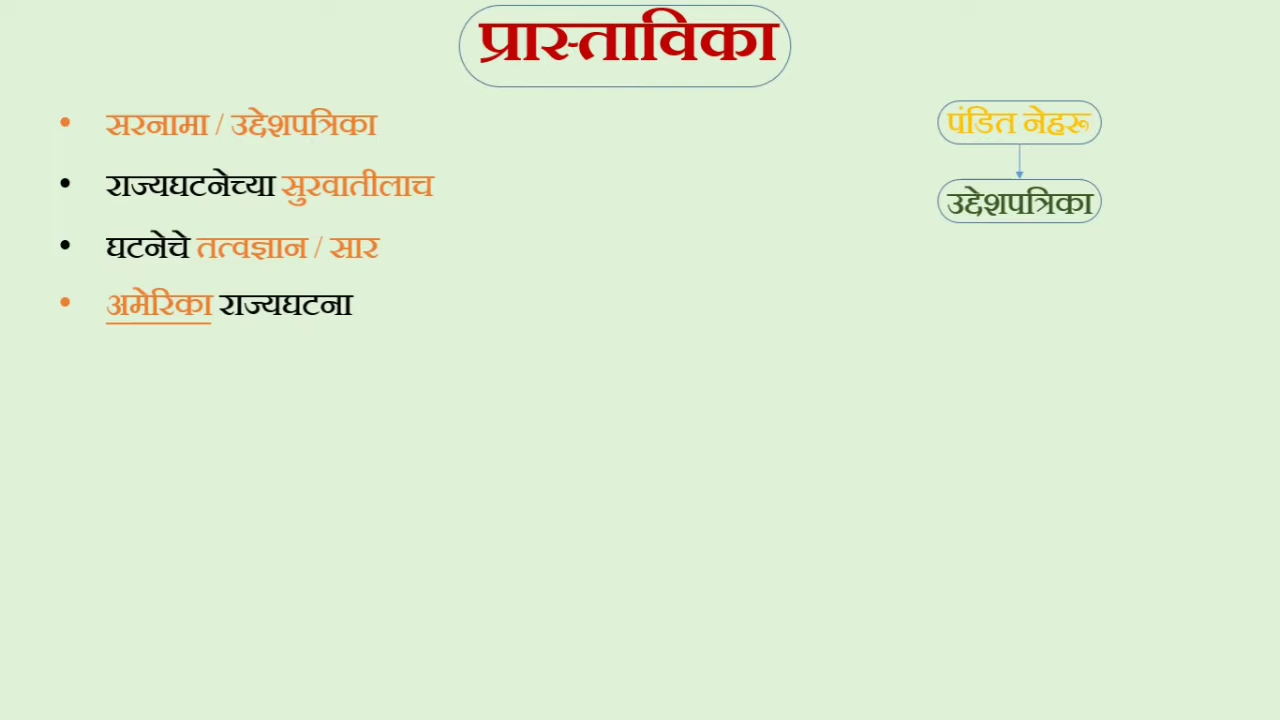 प्रास्ताविका
• सरनामा / उद्देशपत्रिका
• राज्यघटनेच्या सुरवातीलाच
• घटनेचे तत्वज्ञान / सार
• अमेरिका राज्यघटना
पंडित नेहरू
उद्देशपत्रिका